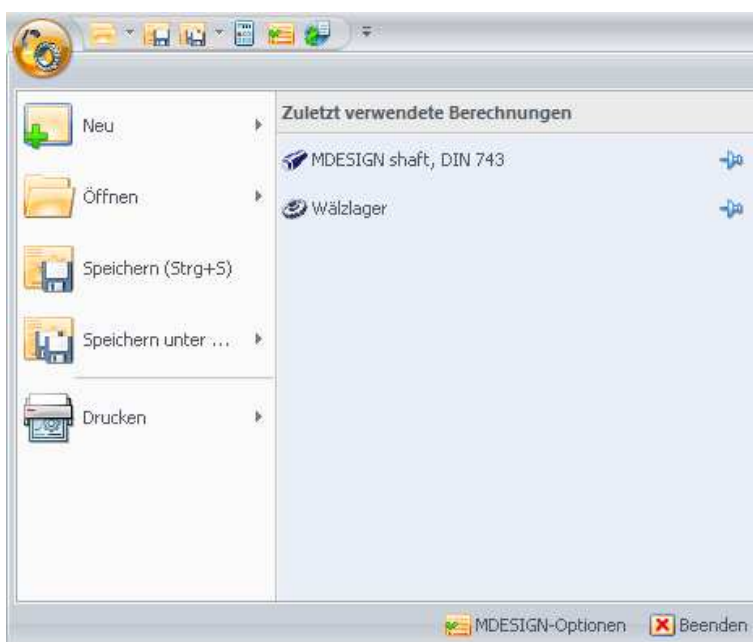 Neu
Öffnen
Speichern (Strg+S)
Speichern unter ...
Drucken
Zuletzt verwendete Berechnungen
MDESIGN shaft, DIN 743
Wälzlager
MDESIGN-Optionen
Beenden